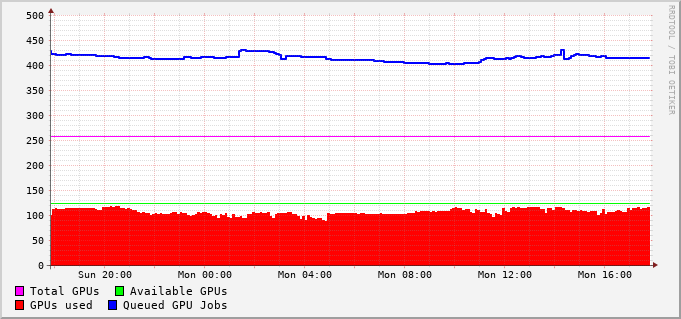 500
450
400
350
300
250
200
150
100
50
0
Sun 20:00 Mon 00:00 Mon 04:00 Mon 08:00 Mon 12:00 Mon 16:00
Total GPUs Available GPUs
GPUs used Queued GPU Jobs
RRDTOOL / TOBI OETIKER